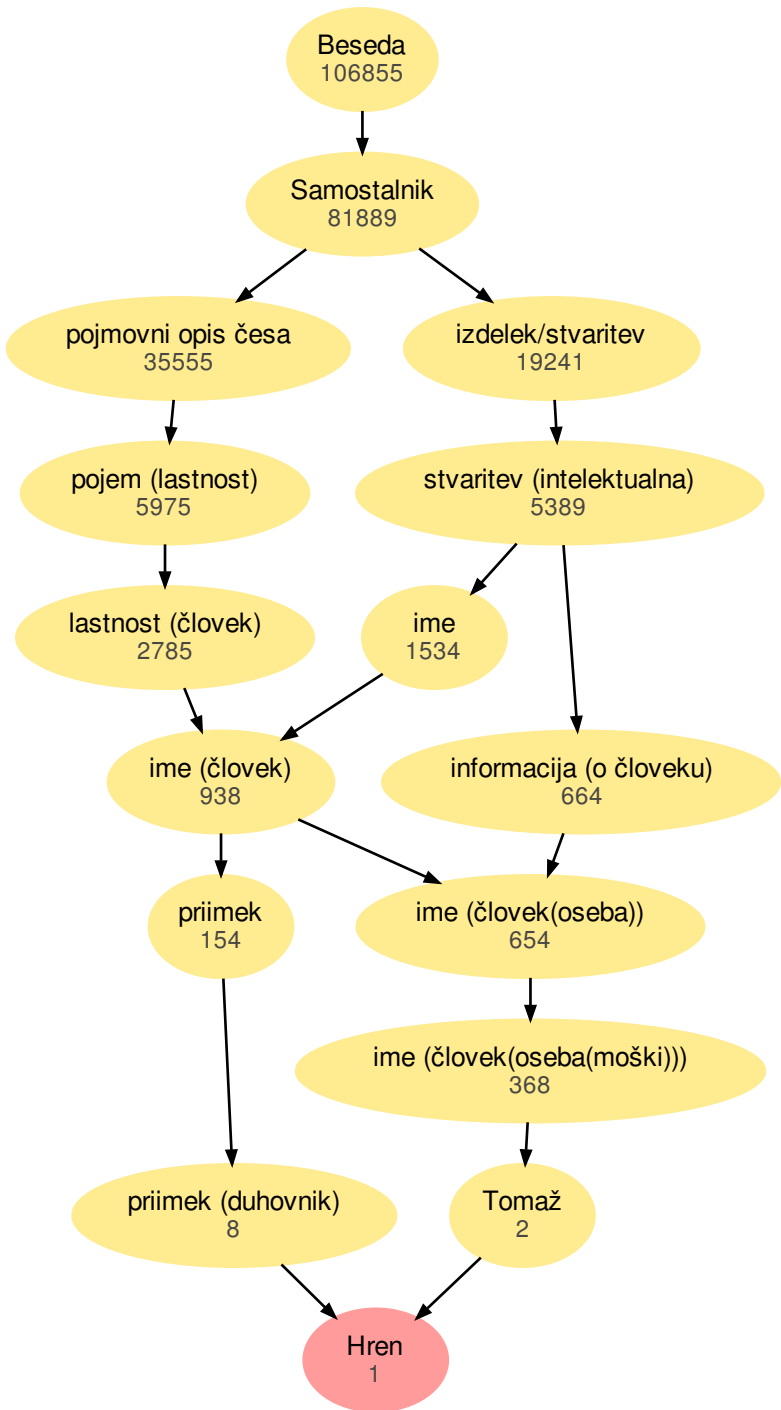 Beseda
106855
Samostalnik
81889
pojmovni opis česa
35555
izdelek/stvaritev
19241
pojem (lastnost)
5975
stvaritev (intelektualna)
5389
lastnost (človek)
2785
ime
1534
ime (človek)
938
informacija (o človeku)
664
priimek
154
ime (človek(oseba))
654
ime (človek(oseba(moški)))
368
priimek (duhovnik)
8
Tomaž
2
Hren
1